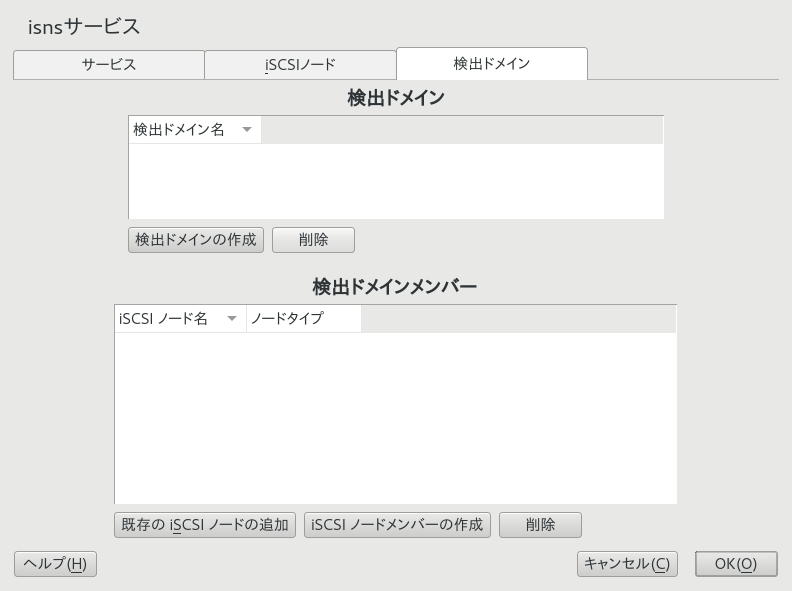 isnsサービス
サービス
iSCSIノード
検出ドメイン
検出ドメイン
検出ドメイン名
検出ドメインの作成
削除
検出ドメインメンバー
iSCSI ノード名
ノードタイプ
既存の iSCSI ノードの追加
iSCSI ノードメンバーの作成
削除
ヘルプ(H)
キャンセル(C)
OK(O)